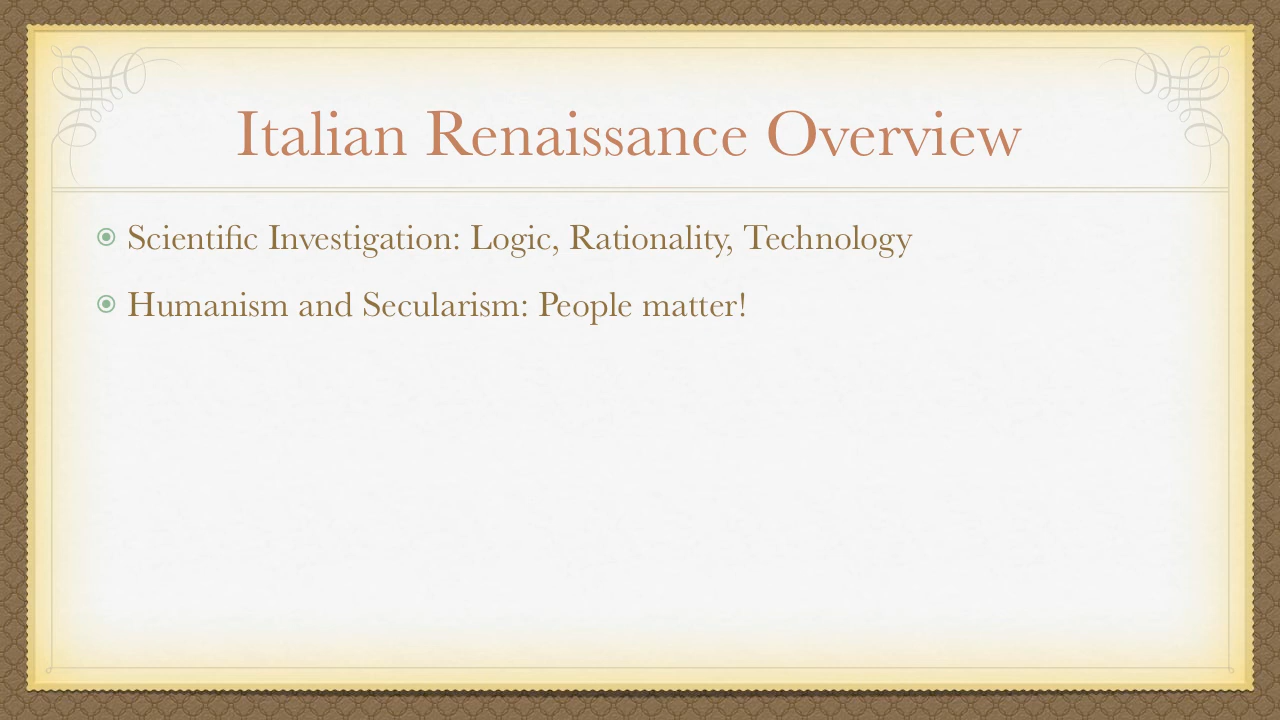 Italian Renaissance Overview
Scientific Investigation: Logic, Rationality, Technology
Humanism and Secularism: People matter!